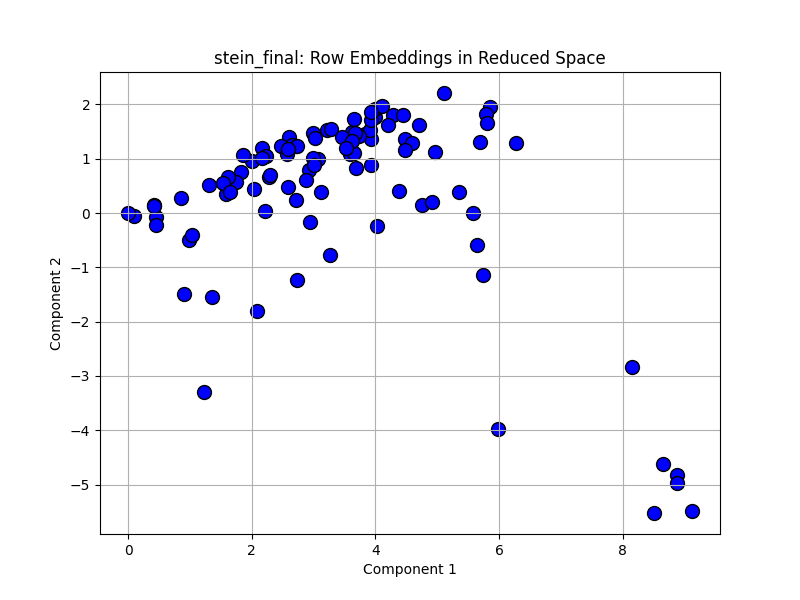 stein_final: Row Embeddings in Reduced Space
Component 2
2
1
0
−1
−2
−3
−4
−5
0 2 4 6 8
Component 1